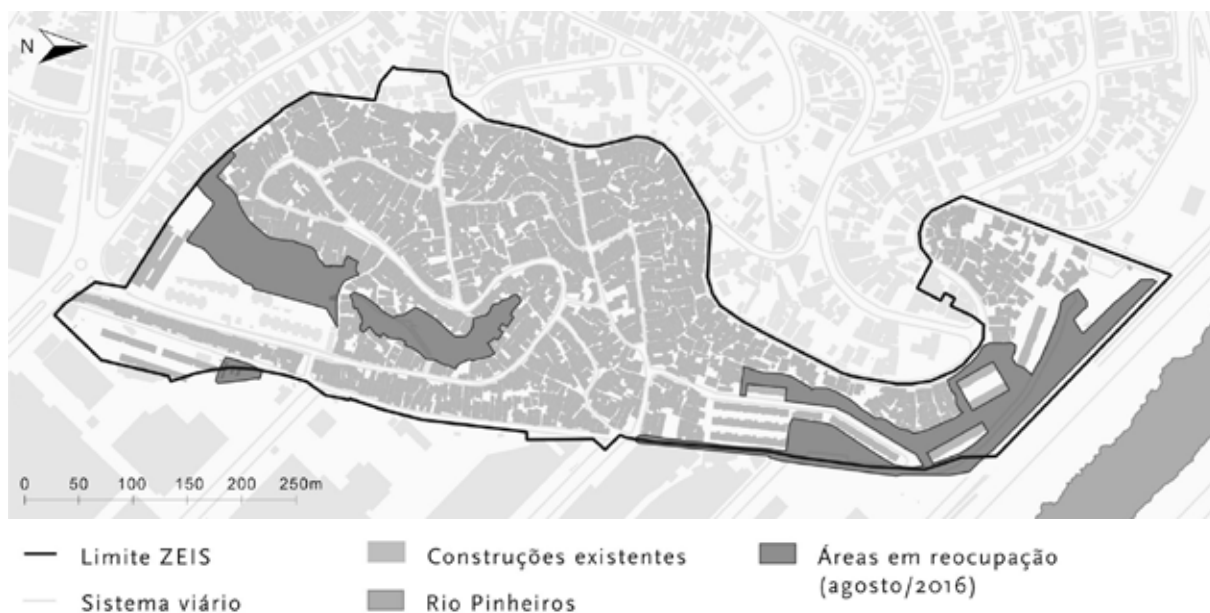 N
0 50 100 150 200 250m
Limite ZEIS
Construções existentes
Áreas em reocupação
(agosto/2016)
Sistema viário
Rio Pinheiros